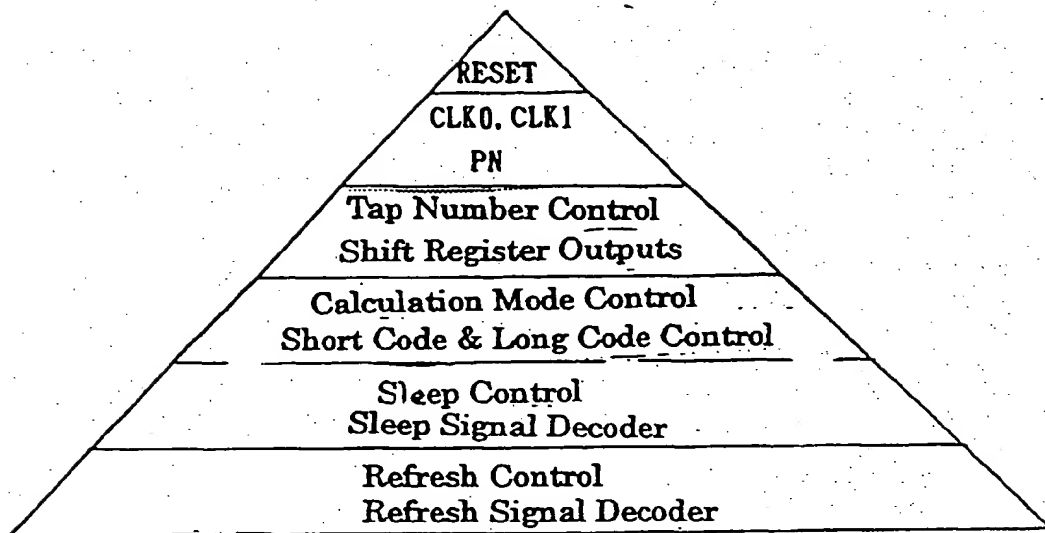 RESET
CLK0, CLK1
PN
Tap Number Control
Shift Register Outputs
Calculation Mode Control
Short Code & Long Code Control
Sleep Control
Sleep Signal Decoder
Refresh Control
Refresh Signal Decoder